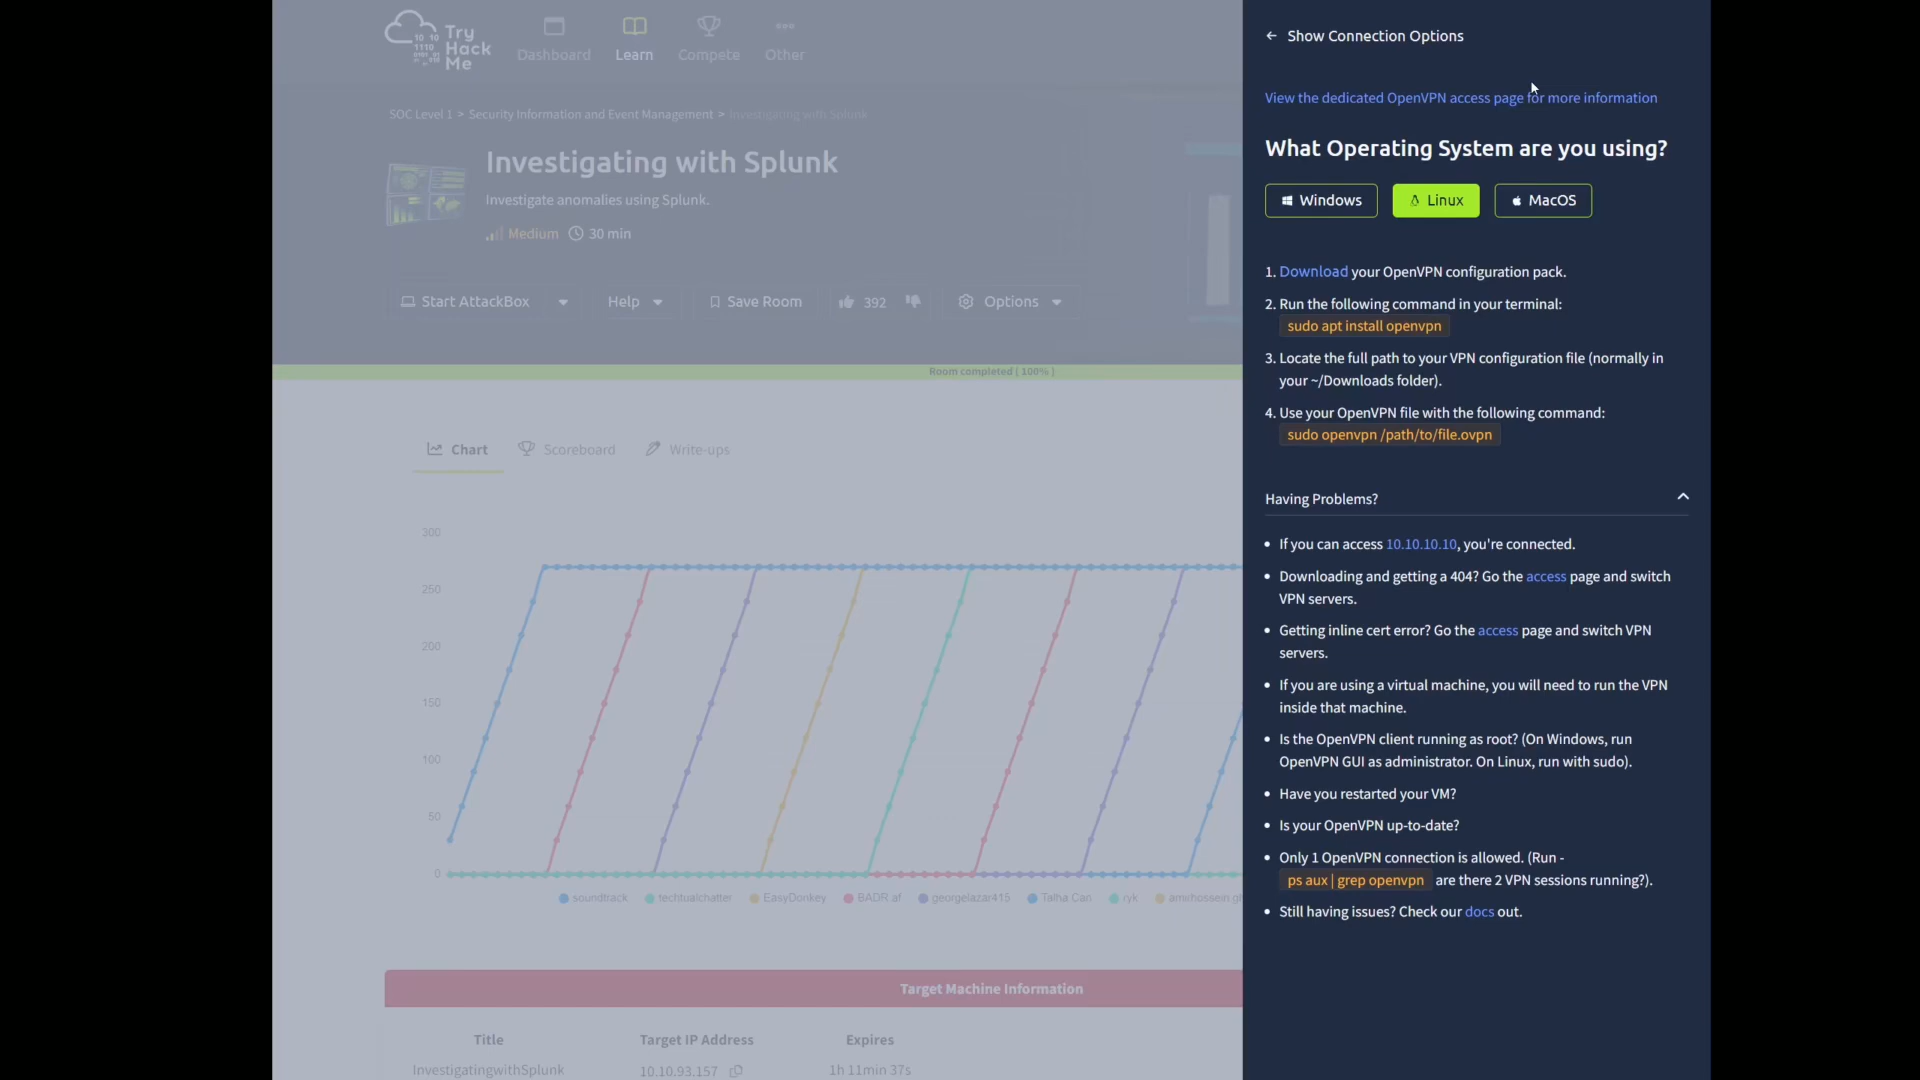 Try
Hack
Me
Dashboard
Learn
Compete
Other
SOC Level 1 > Security Information and Event Management > Investigating with Splunk
Investigating with Splunk
Investigate anomalies using Splunk.
Medium 30 min
Start AttackBox
Help
Save Room
392
Options
Room completed ( 100% )
Chart
Scoreboard
Write-ups
300
250
200
150
100
50
0
soundtrack techtualchatter EasyDonkey BADR af georgelazar415 Talha Can ryk
Target Machine Information
Title Target IP Address Expires
InvestigatingwithSplunk 10.10.93.157 1h 11min 37s
Show Connection Options
View the dedicated OpenVPN access page for more information
What Operating System are you using?
Windows
Linux
MacOS
1. Download your OpenVPN configuration pack.
2. Run the following command in your terminal:
sudo apt install openvpn
3. Locate the full path to your VPN configuration file (normally in
your ~/Downloads folder).
4. Use your OpenVPN file with the following command:
sudo openvpn /path/to/file.ovpn
Having Problems?
• If you can access 10.10.10.10, you're connected.
• Downloading and getting a 404? Go the access page and switch
VPN servers.
• Getting inline cert error? Go the access page and switch VPN
servers.
• If you are using a virtual machine, you will need to run the VPN
inside that machine.
• Is the OpenVPN client running as root? (On Windows, run
OpenVPN GUI as administrator. On Linux, run with sudo).
• Have you restarted your VM?
• Is your OpenVPN up-to-date?
• Only 1 OpenVPN connection is allowed. (Run -
ps aux | grep openvpn are there 2 VPN sessions running?).
• Still having issues? Check our docs out.